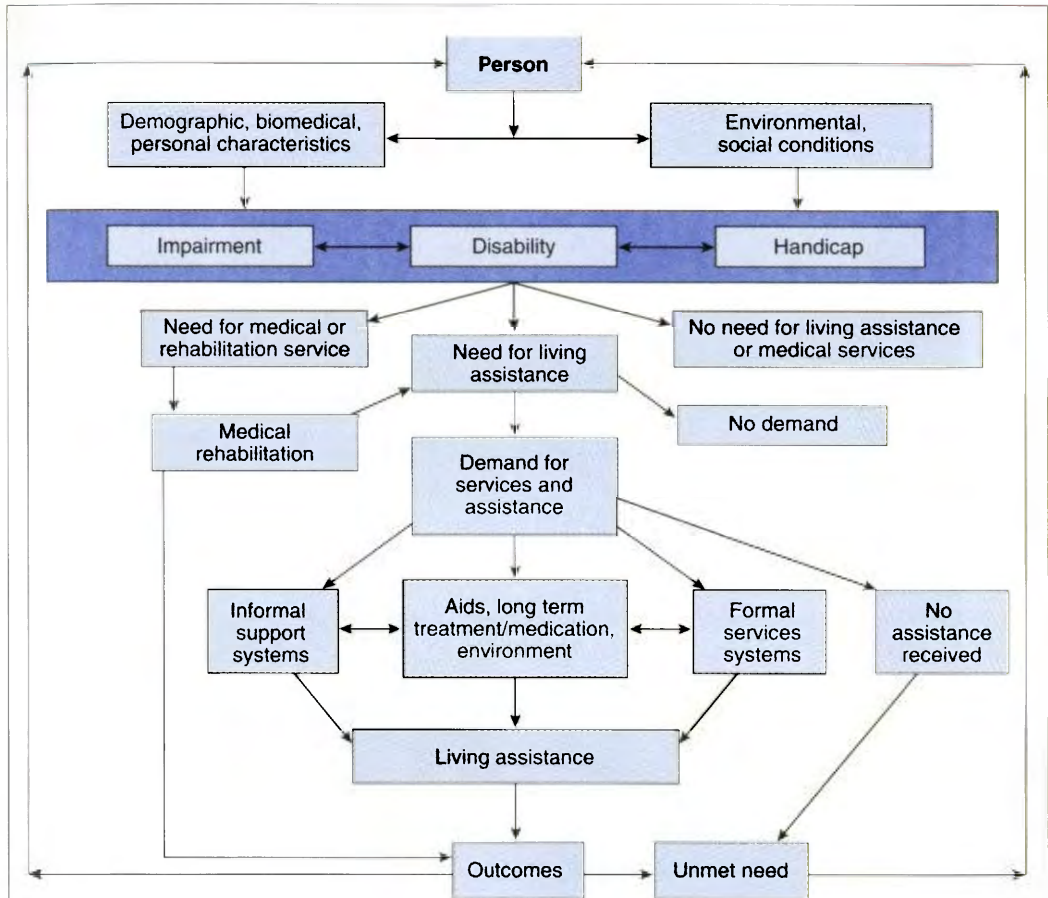 Person
Demographic, biomedical,
personal characteristics
Environmental,
social conditions
Impairment
Disability
Handicap
Need for medical or
rehabilitation service
Need for living
assistance
No need for living assistance
or medical services
No demand
Medical
rehabilitation
Demand for
services and
assistance
Informal
support
systems
Aids, long term
treatment/medication,
environment
Formal
services
systems
No
assistance
received
Living assistance
Outcomes
Unmet need